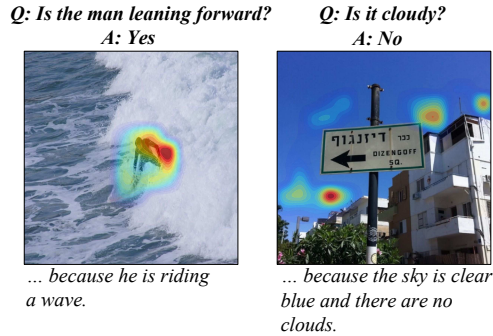 Q: Is the man leaning forward?
A: Yes
... because he is riding
a wave.
Q: Is it cloudy?
A: No
ככר דיזנגוף
DIZENGOFF
SQ.
... because the sky is clear
blue and there are no
clouds.